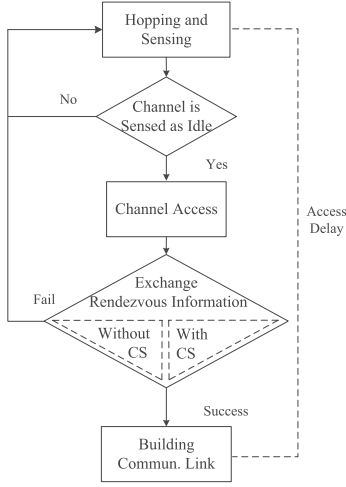 Hopping and
Sensing
No
Channel is
Sensed as Idle
Yes
Channel Access
Access
Delay
Exchange
Rendezvous Information
Fail
Without
CS
With
CS
Success
Building
Commun. Link